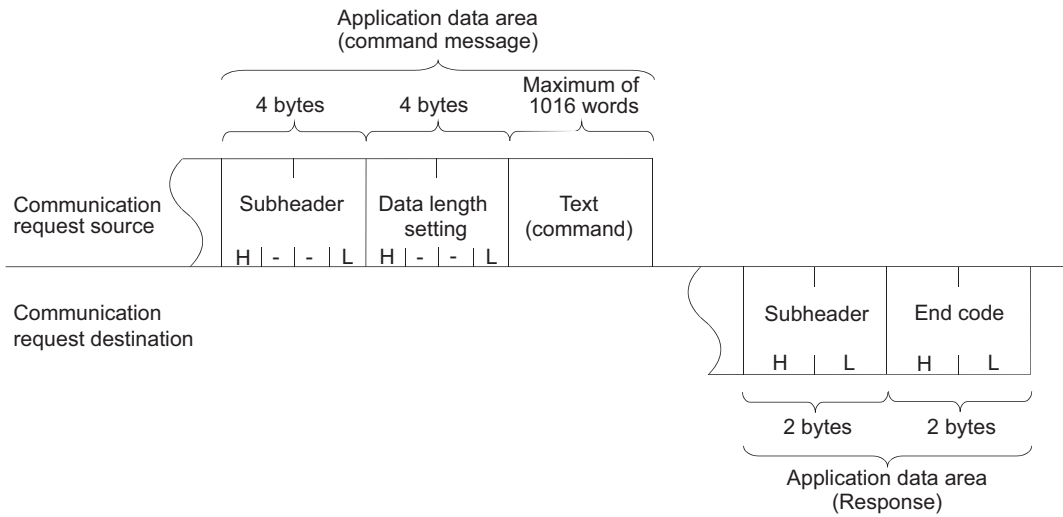 Application data area
(command message)
4 bytes
4 bytes
Maximum of
1016 words
Communication
request source
Subheader
Data length
setting
Text
(command)
H - - L
H - - L
Communication
request destination
Subheader
End code
H L
H L
2 bytes
2 bytes
Application data area
(Response)